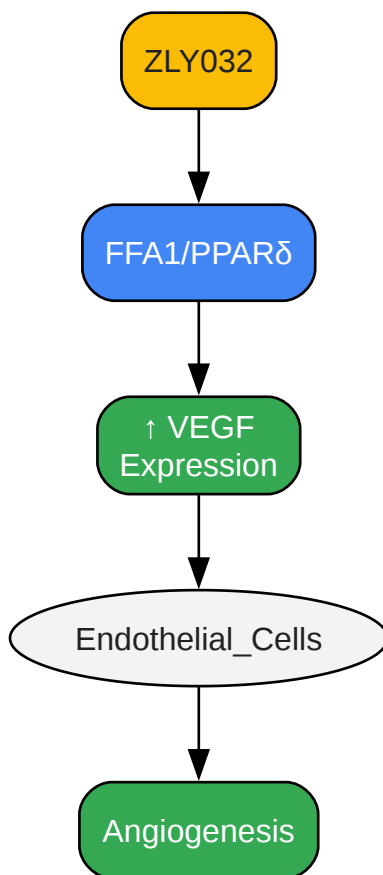 ZLY032
FFA1/PPARδ
↑ VEGF
Expression
Endothelial_Cells
Angiogenesis